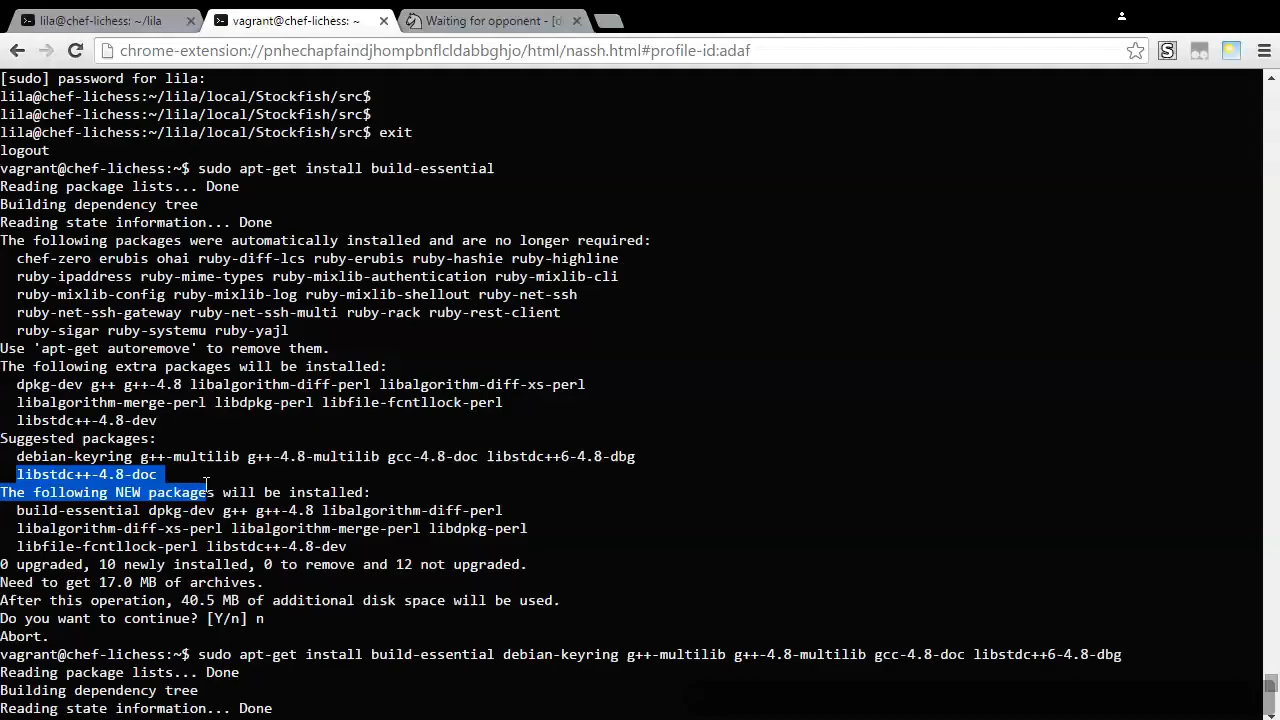 lila@chef-lichess: ~/lila
vagrant@chef-lichess: ~
Waiting for opponent - [d
chrome-extension://pnhechapfaindjhompbnflcldabbghjo/html/nassh.html#profile-id:adaf
[sudo] password for lila:
lila@chef-lichess:~/lila/local/Stockfish/src$
lila@chef-lichess:~/lila/local/Stockfish/src$
lila@chef-lichess:~/lila/local/Stockfish/src$ exit
logout
vagrant@chef-lichess:~$ sudo apt-get install build-essential
Reading package lists... Done
Building dependency tree
Reading state information... Done
The following packages were automatically installed and are no longer required:
  chef-zero erubis ohai ruby-diff-lcs ruby-erubis ruby-hashie ruby-highline
  ruby-ipaddress ruby-mime-types ruby-mixlib-authentication ruby-mixlib-cli
  ruby-mixlib-config ruby-mixlib-log ruby-mixlib-shellout ruby-net-ssh
  ruby-net-ssh-gateway ruby-net-ssh-multi ruby-rack ruby-rest-client
  ruby-sigar ruby-systemu ruby-yajl
Use 'apt-get autoremove' to remove them.
The following extra packages will be installed:
  dpkg-dev g++ g++-4.8 libalgorithm-diff-perl libalgorithm-diff-xs-perl
  libalgorithm-merge-perl libdpkg-perl libfile-fcntllock-perl
  libstdc++-4.8-dev
Suggested packages:
  debian-keyring g++-multilib g++-4.8-multilib gcc-4.8-doc libstdc++6-4.8-dbg
  libstdc++-4.8-doc
The following NEW packages will be installed:
  build-essential dpkg-dev g++ g++-4.8 libalgorithm-diff-perl
  libalgorithm-diff-xs-perl libalgorithm-merge-perl libdpkg-perl
  libfile-fcntllock-perl libstdc++-4.8-dev
0 upgraded, 10 newly installed, 0 to remove and 12 not upgraded.
Need to get 17.0 MB of archives.
After this operation, 40.5 MB of additional disk space will be used.
Do you want to continue? [Y/n] n
Abort.
vagrant@chef-lichess:~$ sudo apt-get install build-essential debian-keyring g++-multilib g++-4.8-multilib gcc-4.8-doc libstdc++6-4.8-dbg
Reading package lists... Done
Building dependency tree
Reading state information... Done